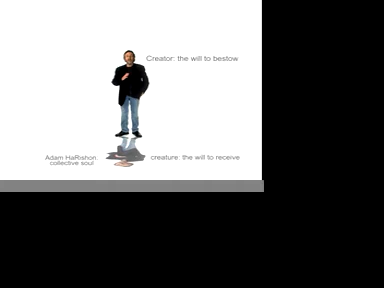 Creator: the will to bestow
Adam HaRishon.
collective soul
creature: the will to receive